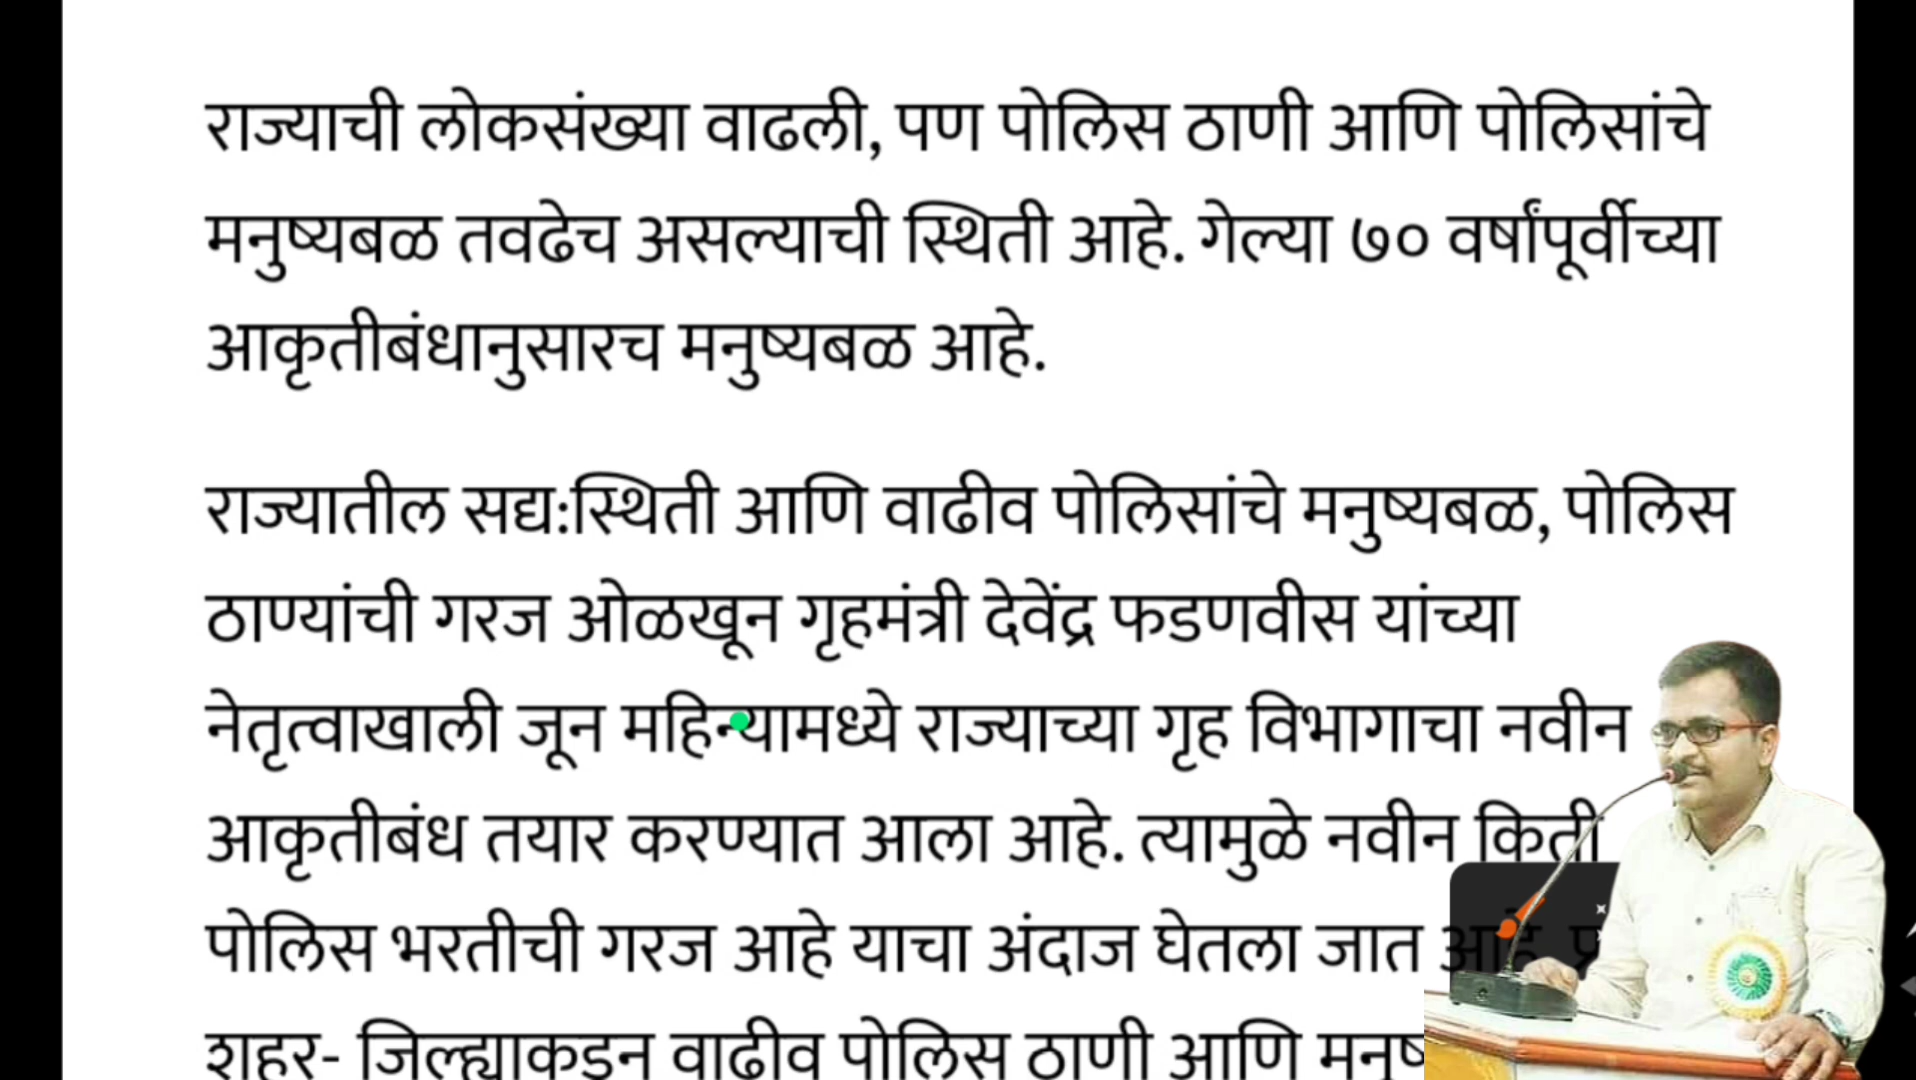 राज्याची लोकसंख्या वाढली, पण पोलिस ठाणी आणि पोलिसांचे
मनुष्यबळ तवढेच असल्याची स्थिती आहे. गेल्या ७० वर्षांपूर्वीच्या
आकृतीबंधानुसारच मनुष्यबळ आहे.
राज्यातील सद्य:स्थिती आणि वाढीव पोलिसांचे मनुष्यबळ, पोलिस
ठाण्यांची गरज ओळखून गृहमंत्री देवेंद्र फडणवीस यांच्या
नेतृत्वाखाली जून महिन्यामध्ये राज्याच्या गृह विभागाचा नवीन
आकृतीबंध तयार करण्यात आला आहे. त्यामुळे नवीन किती
पोलिस भरतीची गरज आहे याचा अंदाज घेतला जात आहे.
शहर- जिल्ह्याकडून वाढीव पोलिस ठाणी आणि